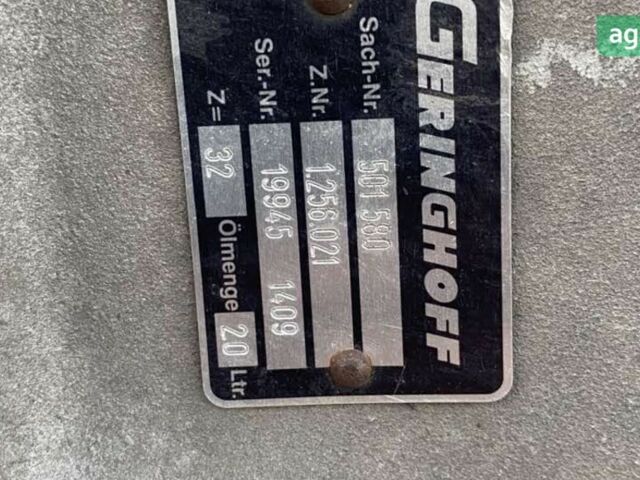 GERINGHOFF
Sach-Nr. 501 580
Z.Nr. 1.256.021
Ser.-Nr. 19945 1409
Z= 32 Ölmenge 20 Ltr.
ag